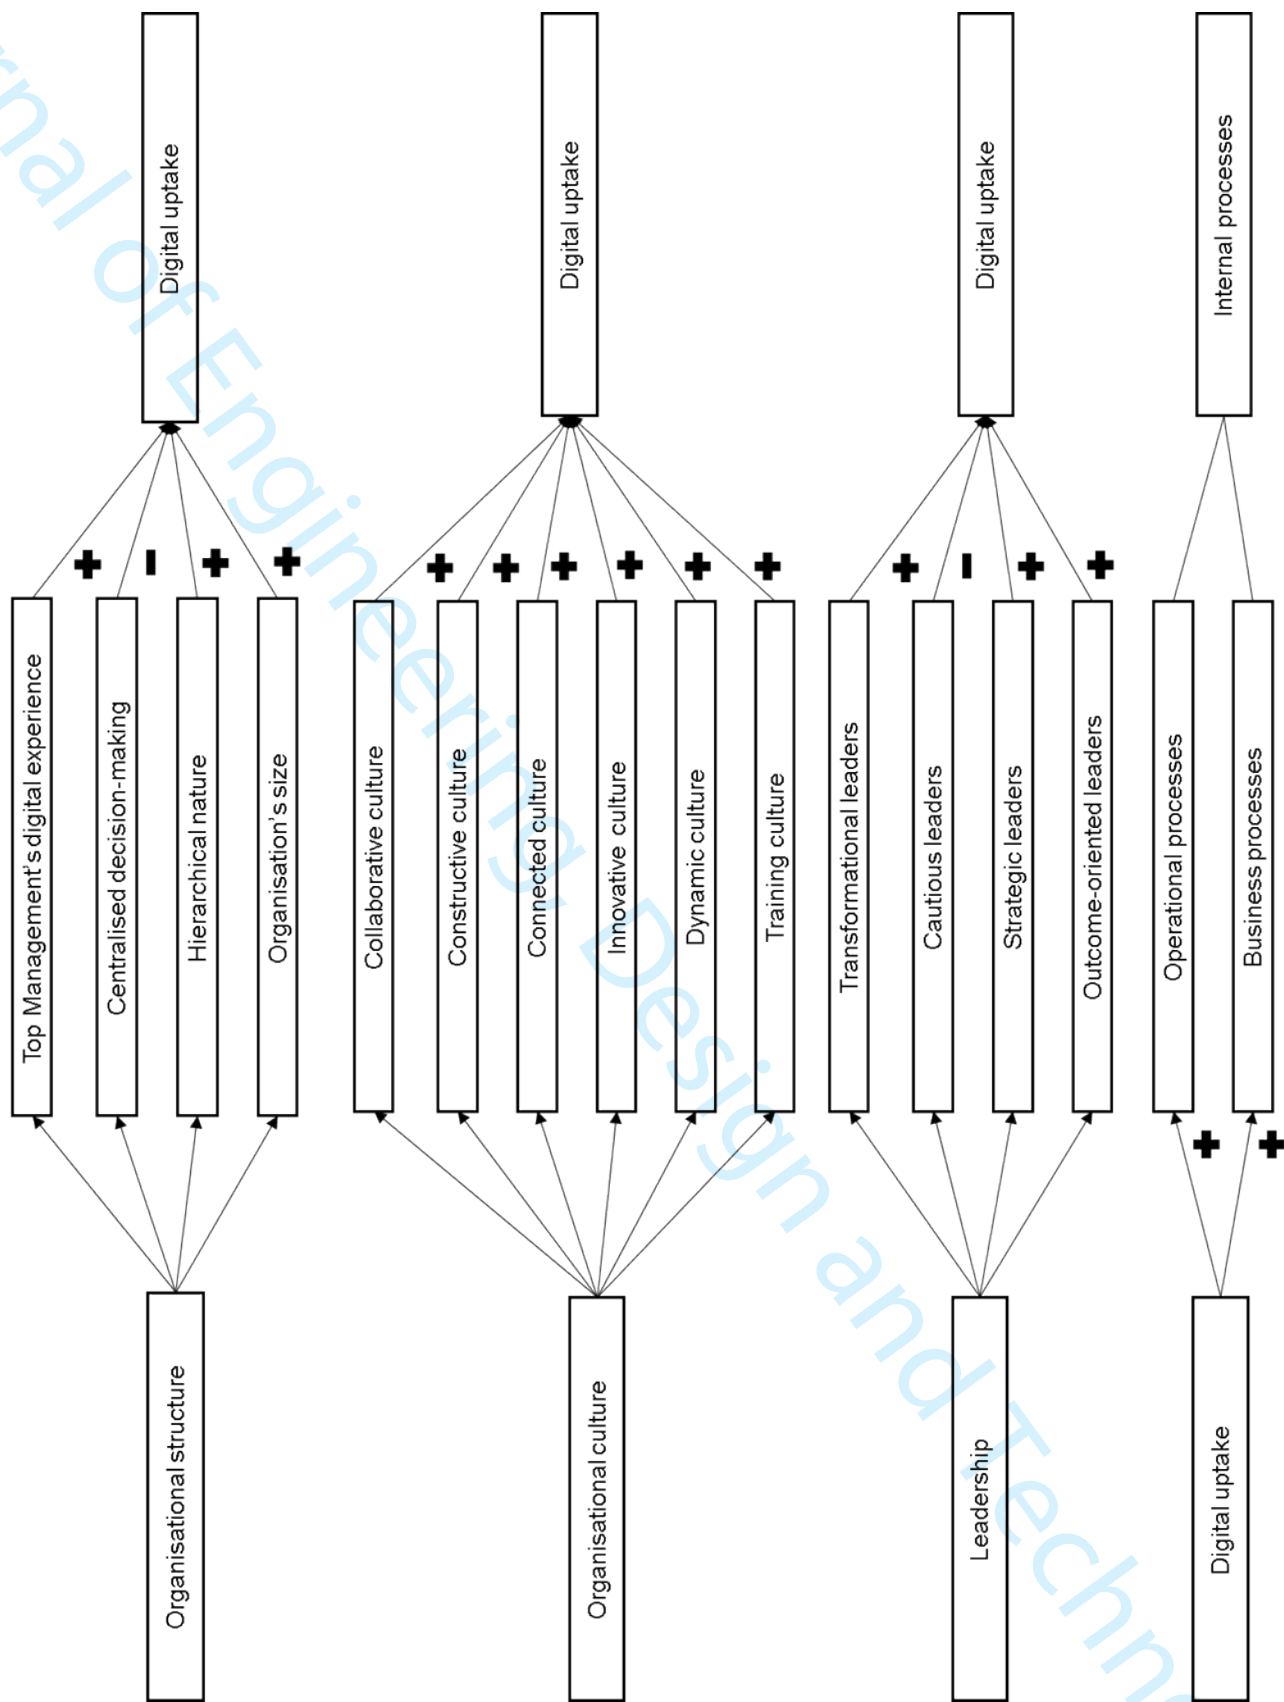 Organisational structure
Top Management's digital experience
Centralised decision-making
Hierarchical nature
Organisation's size
+
-
+
+
Digital uptake
Organisational culture
Collaborative culture
Constructive culture
Connected culture
Innovative culture
Dynamic culture
Training culture
+
+
+
+
+
+
Digital uptake
Leadership
Transformational leaders
Cautious leaders
Strategic leaders
Outcome-oriented leaders
+
-
+
+
Digital uptake
Digital uptake
+
+
Operational processes
Business processes
Internal processes
rnal of Engineering, Design and Techn